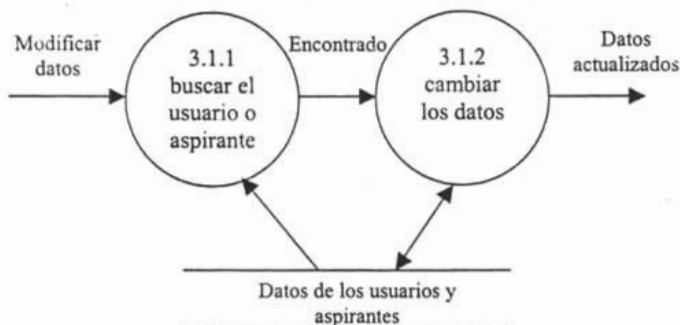 Modificar
datos
3.1.1
buscar el
usuario o
aspirante
Encontrado
3.1.2
cambiar
los datos
Datos
actualizados
Datos de los usuarios y
aspirantes